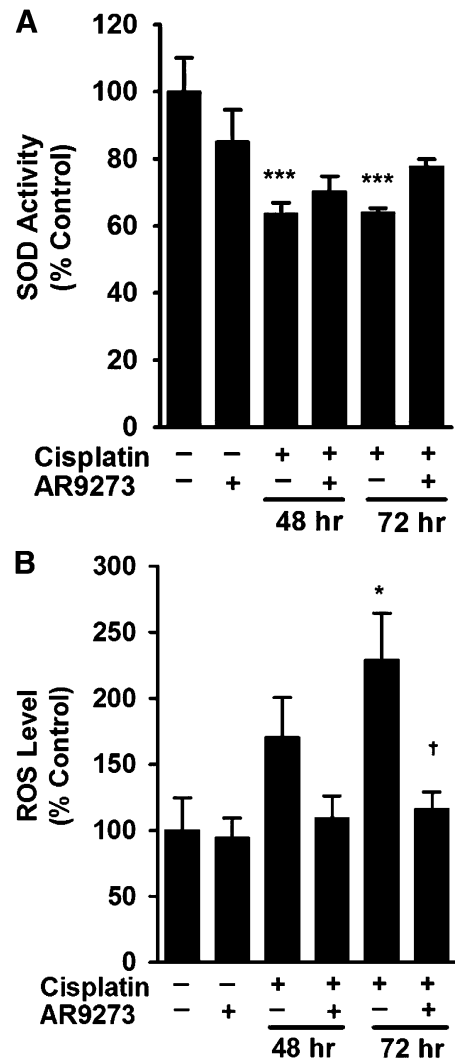 A
SOD Activity
(% Control)
120
100
80
60
40
20
0
***
***
Cisplatin − − + + + +
AR9273 − + − + − +
48 hr 72 hr
B
ROS Level
(% Control)
300
250
200
150
100
50
0
*
†
Cisplatin − − + + + +
AR9273 − + − + − +
48 hr 72 hr